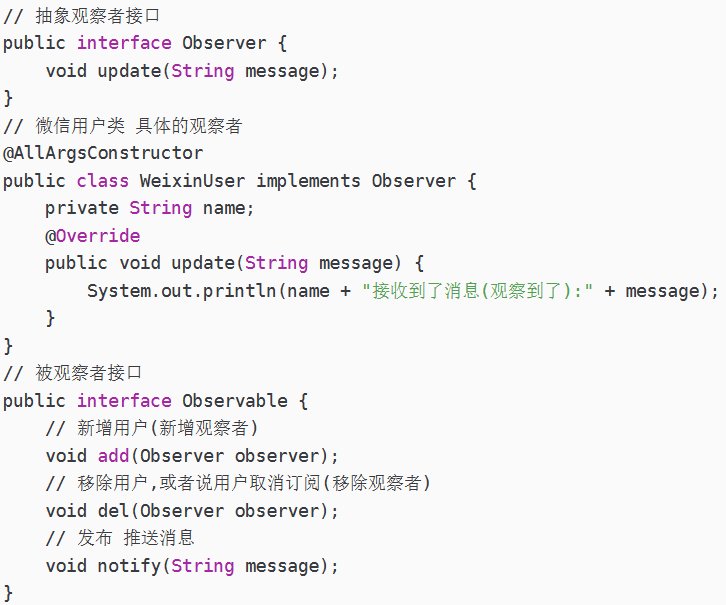 // 抽象观察者接口
public interface Observer {
    void update(String message);
}
// 微信用户类 具体的观察者
@AllArgsConstructor
public class WeixinUser implements Observer {
    private String name;
    @Override
    public void update(String message) {
        System.out.println(name + "接收到了消息(观察到了):" + message);
    }
}
// 被观察者接口
public interface Observable {
    // 新增用户(新增观察者)
    void add(Observer observer);
    // 移除用户,或者说用户取消订阅(移除观察者)
    void del(Observer observer);
    // 发布 推送消息
    void notify(String message);
}